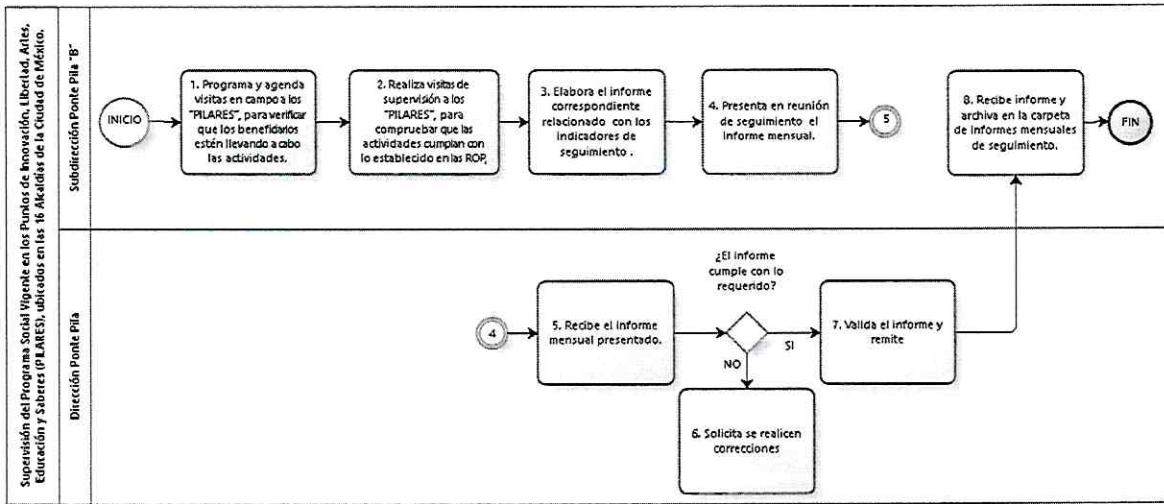 Supervisión del Programa Social Vigente en los Puntos de Innovación, Libertad, Artes,
Educación y Saberes (PILARES), ubicados en las 16 Alcaldías de la Ciudad de México.
Subdirección Ponte Pila "B"
INICIO
1. Programa y agenda
visitas en campo a los
"PILARES", para verificar
que los beneficiarios
estén llevando a cabo
las actividades.
2. Realiza visitas de
supervisión a los
"PILARES", para
compruebar que las
actividades cumplan con
lo establecido en las ROP,
3. Elabora el informe
correspondiente
relacionado con los
indicadores de
seguimiento .
4. Presenta en reunión
de seguimiento el
informe mensual.
5
8. Recibe informe y
archiva en la carpeta
de informes mensuales
de seguimiento.
FIN
Dirección Ponte Pila
4
5. Recibe el informe
mensual presentado.
¿El informe
cumple con lo
requerido?
SI
NO
7. Valida el informe y
remite
6. Solicita se realicen
correcciones